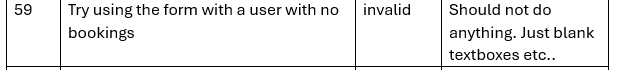 59 Try using the form with a user with no invalid Should not do
bookings anything. Just blank
textboxes etc..